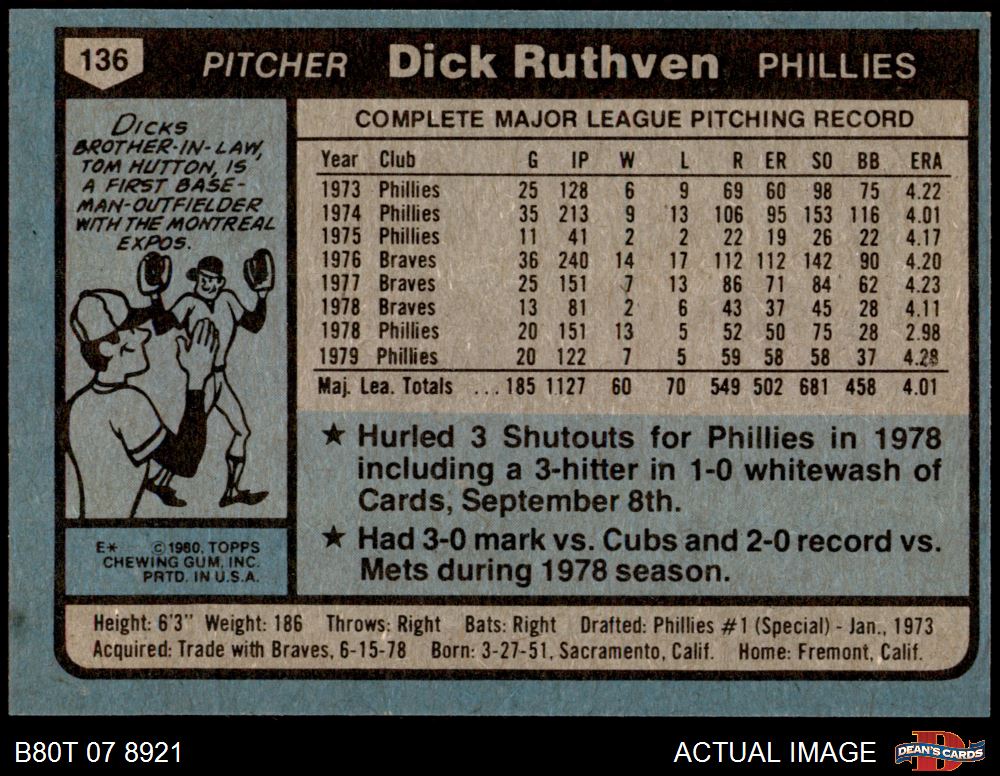 136 PITCHER Dick Ruthven PHILLIES
DICKS
BROTHER-IN-LAW,
TOM HUTTON, IS
A FIRST BASE-
MAN-OUTFIELDER
WITH THE MONTREAL
EXPOS.
E* ©1980, TOPPS
CHEWING GUM, INC.
PRTD. IN U.S.A.
COMPLETE MAJOR LEAGUE PITCHING RECORD
Year Club G IP W L R ER SO BB ERA
1973 Phillies 25 128 6 9 69 60 98 75 4.22
1974 Phillies 35 213 9 13 106 95 153 116 4.01
1975 Phillies 11 41 2 2 22 19 26 22 4.17
1976 Braves 36 240 14 17 112 112 142 90 4.20
1977 Braves 25 151 7 13 86 71 84 62 4.23
1978 Braves 13 81 2 6 43 37 45 28 4.11
1978 Phillies 20 151 13 5 52 50 75 28 2.98
1979 Phillies 20 122 7 5 59 58 58 37 4.28
Maj. Lea. Totals ... 185 1127 60 70 549 502 681 458 4.01
★ Hurled 3 Shutouts for Phillies in 1978
including a 3-hitter in 1-0 whitewash of
Cards, September 8th.
★ Had 3-0 mark vs. Cubs and 2-0 record vs.
Mets during 1978 season.
Height: 6'3" Weight: 186 Throws: Right Bats: Right Drafted: Phillies #1 (Special) - Jan., 1973
Acquired: Trade with Braves, 6-15-78 Born: 3-27-51, Sacramento, Calif. Home: Fremont, Calif.
B80T 07 8921 ACTUAL IMAGE DEAN'S CARDS